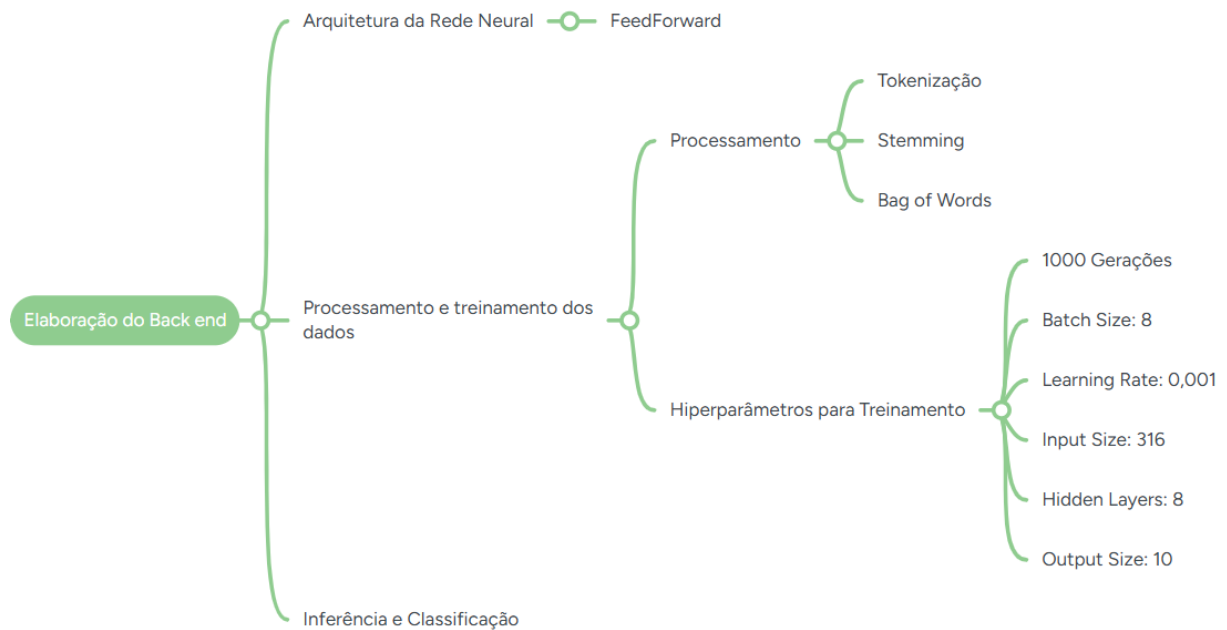 Elaboração do Back end
Arquitetura da Rede Neural
FeedForward
Processamento e treinamento dos
dados
Processamento
Tokenização
Stemming
Bag of Words
Hiperparâmetros para Treinamento
1000 Gerações
Batch Size: 8
Learning Rate: 0,001
Input Size: 316
Hidden Layers: 8
Output Size: 10
Inferência e Classificação